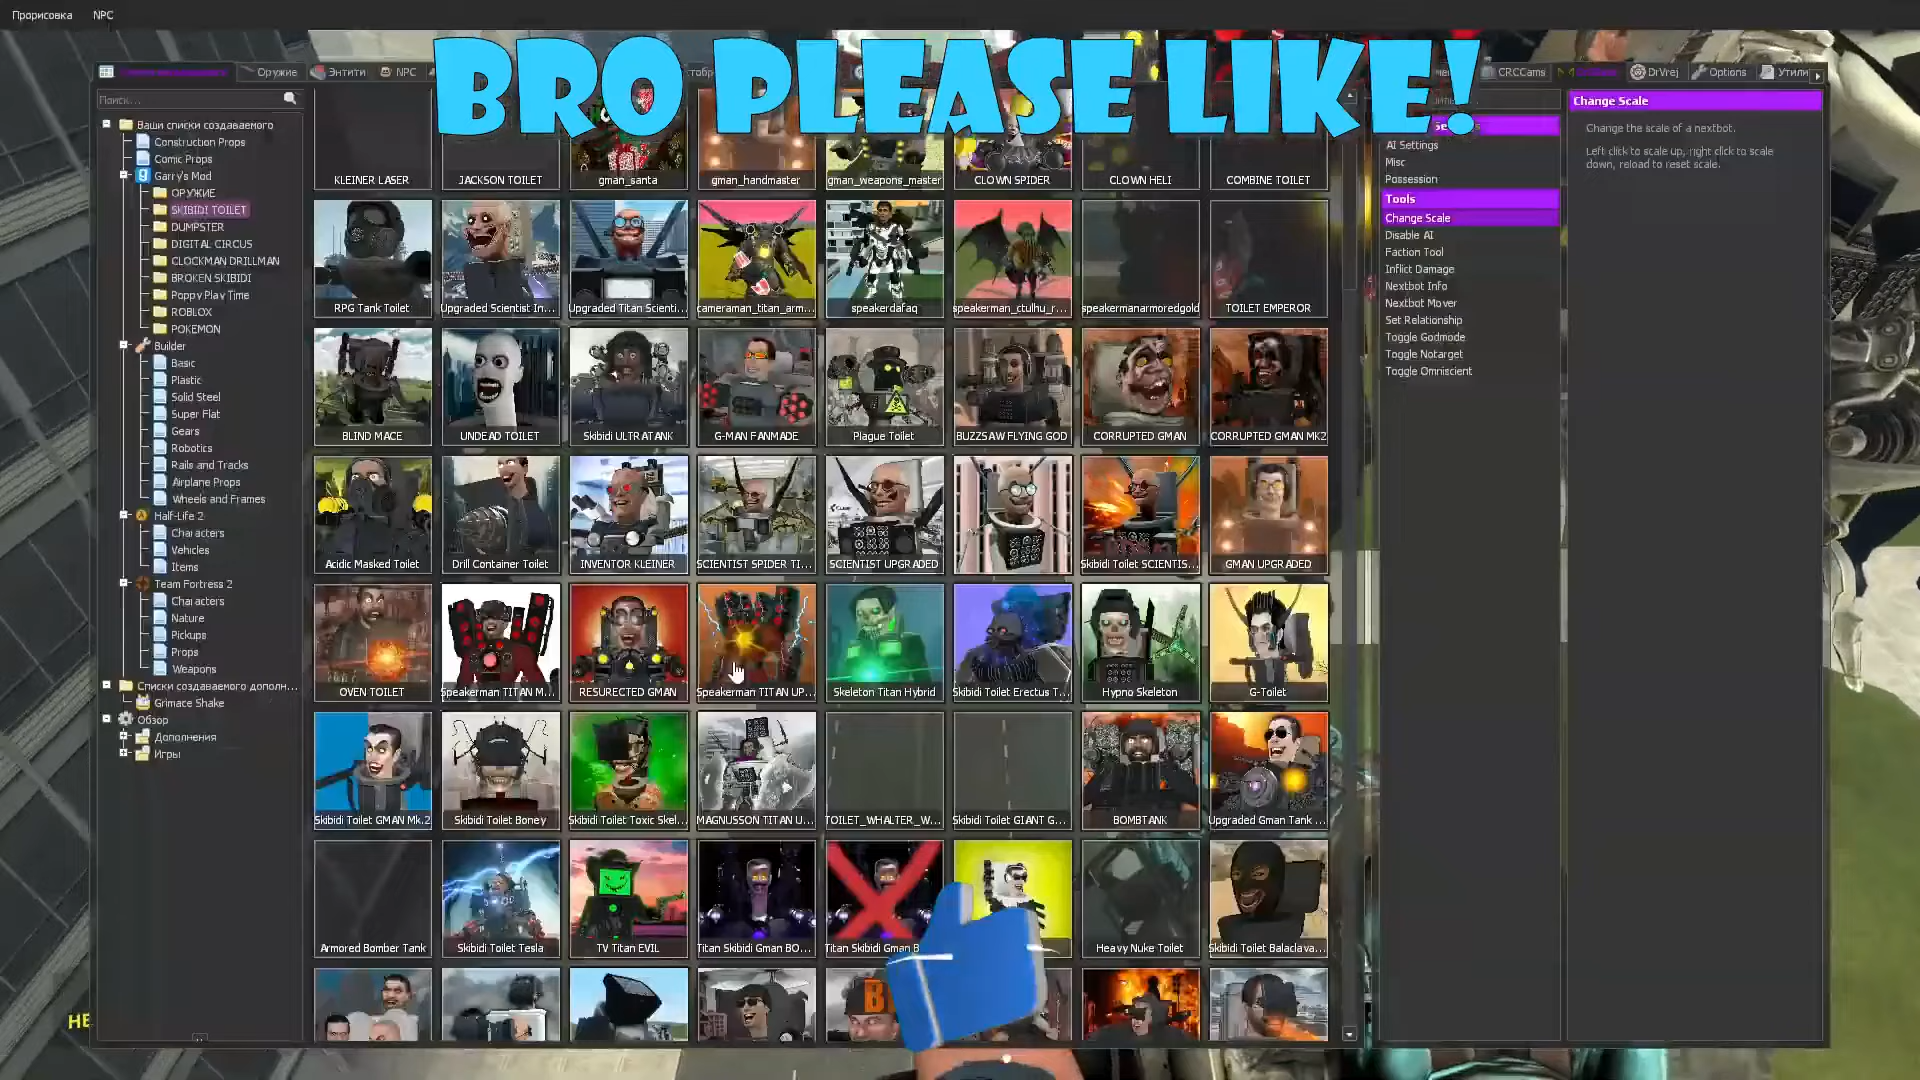 Прорисовка NPC
BRO PLEASE LIKE!
Оружие Энтити NPC
CRCCams DrVrej Options Утили
Поиск...
Ваши списки создаваемого
Construction Props
Comic Props
Garry's Mod
ОРУЖИЕ
SKIBIDI TOILET
DUMPSTER
DIGITAL CIRCUS
CLOCKMAN DRILLMAN
BROKEN SKIBIDI
Poppy Play Time
ROBLOX
POKEMON
Builder
Basic
Plastic
Solid Steel
Super Flat
Gears
Robotics
Rails and Tracks
Airplane Props
Wheels and Frames
Half-Life 2
Characters
Vehicles
Items
Team Fortress 2
Characters
Nature
Pickups
Props
Weapons
Списки создаваемого дополн...
Grimace Shake
Обзор
Дополнения
Игры
KLEINER LASER JACKSON TOILET gman_santa gman_handmaster gman_weapons_master CLOWN SPIDER CLOWN HELI COMBINE TOILET
RPG Tank Toilet Upgraded Scientist In... Upgraded Titan Scienti... cameraman_titan_arm... speakerdafaq speakerman_ctulhu_r... speakermanarmoredgold TOILET EMPEROR
BLIND MACE UNDEAD TOILET Skibidi ULTRATANK G-MAN FANMADE Plague Toilet BUZZSAW FLYING GOD CORRUPTED GMAN CORRUPTED GMAN MK2
Acidic Masked Toilet Drill Container Toilet INVENTOR KLEINER SCIENTIST SPIDER TI... SCIENTIST UPGRADED Skibidi Toilet SCIENTIS... GMAN UPGRADED
OVEN TOILET Speakerman TITAN M... RESURECTED GMAN Speakerman TITAN UP... Skeleton Titan Hybrid Skibidi Toilet Erectus T... Hypno Skeleton G-Toilet
Skibidi Toilet GMAN Mk.2 Skibidi Toilet Boney Skibidi Toilet Toxic Skel... MAGNUSSON TITAN U... TOILET_WHALTER_W... Skibidi Toilet GIANT G... BOMBTANK Upgraded Gman Tank ...
Armored Bomber Tank Skibidi Toilet Tesla TV Titan EVIL Titan Skibidi Gman BO... Titan Skibidi Gman B Heavy Nuke Toilet Skibidi Toilet Balaclava...
AI Settings
Misc
Possession
Tools
Change Scale
Disable AI
Faction Tool
Inflict Damage
Nextbot Info
Nextbot Mover
Set Relationship
Toggle Godmode
Toggle Notarget
Toggle Omniscient
Change Scale
Change the scale of a nextbot.
Left click to scale up, right click to scale
down, reload to reset scale.
НЕ